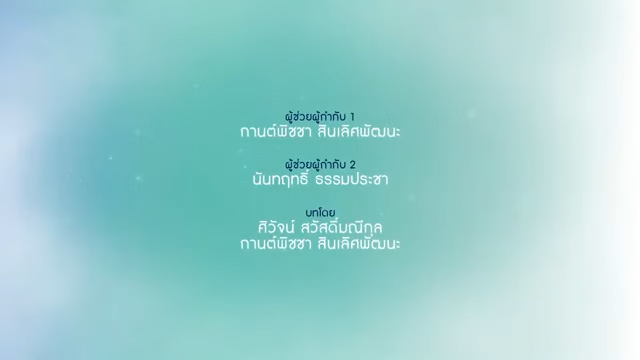 ผู้ช่วยผู้กำกับ 1
กานต์พิชชา สินเลิศพัฒนะ
ผู้ช่วยผู้กำกับ 2
นันทฤทธิ์ ธรรมประชา
บทโดย
ศิวัจน์ สวัสดิ์มณีกุล
กานต์พิชชา สินเลิศพัฒนะ